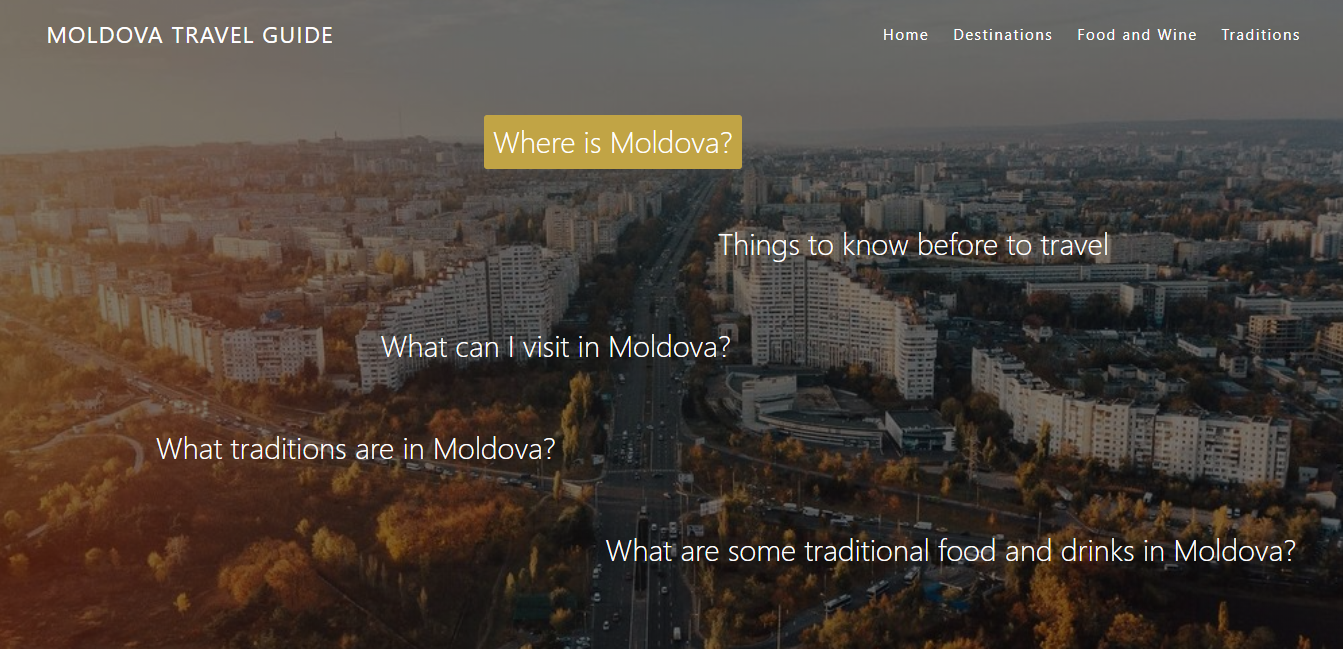 MOLDOVA TRAVEL GUIDE
Home Destinations Food and Wine Traditions
Where is Moldova?
Things to know before to travel
What can I visit in Moldova?
What traditions are in Moldova?
What are some traditional food and drinks in Moldova?